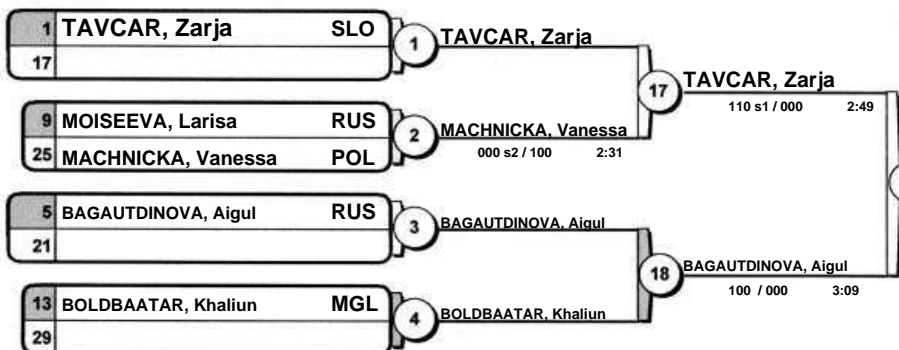 1 TAVCAR, Zarja SLO
17
1
TAVCAR, Zarja
9 MOISEEVA, Larisa RUS
25 MACHNICKA, Vanessa POL
2
MACHNICKA, Vanessa
000 s2 / 100 2:31
17
TAVCAR, Zarja
110 s1 / 000 2:49
5 BAGAUTDINOVA, Aigul RUS
21
3
BAGAUTDINOVA, Aigul
13 BOLDBAATAR, Khaliun MGL
29
4
BOLDBAATAR, Khaliun
18
BAGAUTDINOVA, Aigul
100 / 000 3:09